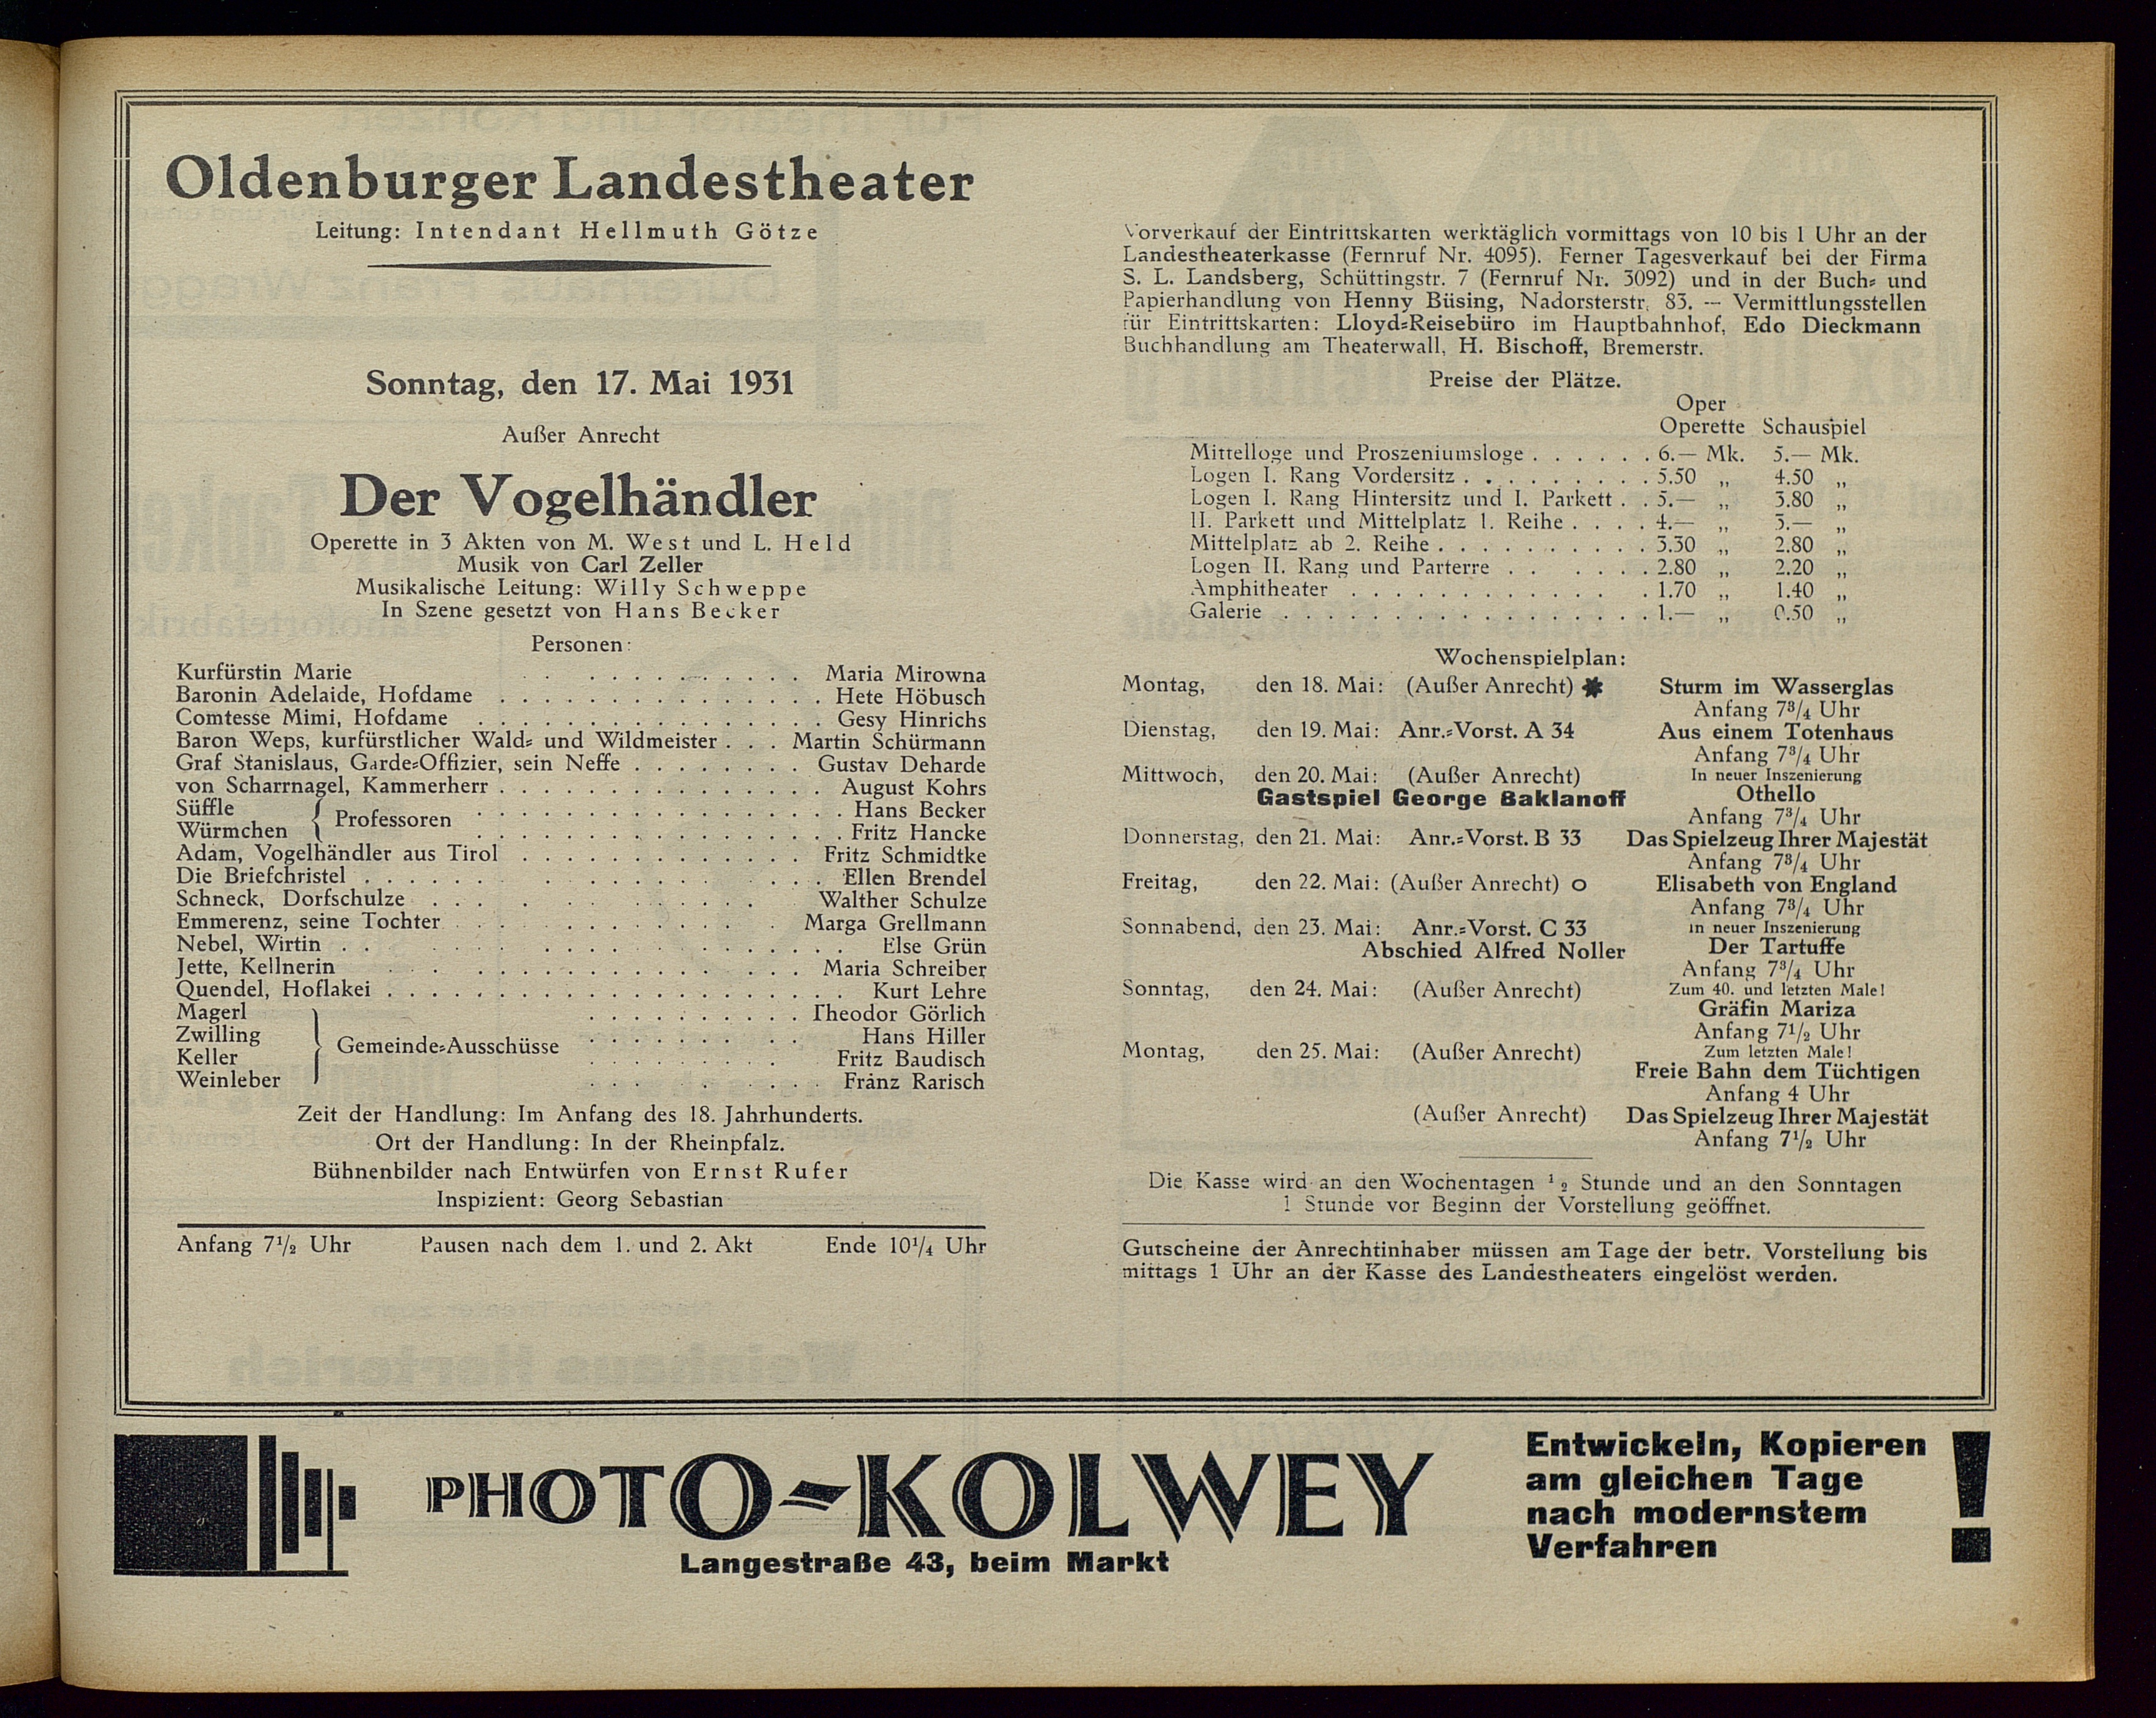 Oldenburger Landestheater
Leitung: Intendant Hellmuth Götze
Sonntag, den 17. Mai 1931
Außer Anrecht
Der Vogelhändler
Operette in 3 Akten von M. West und L. Held
Musik von Carl Zeller
Musikalische Leitung: Willy Schweppe
In Szene gesetzt von Hans Becker
Personen:
Kurfürstin Marie . . . . . . . . . . Maria Mirowna
Baronin Adelaide, Hofdame . . . . . . . . . . Hete Höbusch
Comtesse Mimi, Hofdame . . . . . . . . . . Gesy Hinrichs
Baron Weps, kurfürstlicher Wald- und Wildmeister . . . Martin Schürmann
Graf Stanislaus, Garde-Offizier, sein Neffe . . . . . . . . Gustav Deharde
von Scharrnagel, Kammerherr . . . . . . . . . . August Kohrs
Süffle . . . . . . . . . . Hans Becker
Professoren
Würmchen . . . . . . . . . . Fritz Hancke
Adam, Vogelhändler aus Tirol . . . . . . . . . . Fritz Schmidtke
Die Briefchristel . . . . . . . . . . Ellen Brendel
Schneck, Dorfschulze . . . . . . . . . . Walther Schulze
Emmerenz, seine Tochter . . . . . . . . . . Marga Grellmann
Nebel, Wirtin . . . . . . . . . . Else Grün
Jette, Kellnerin . . . . . . . . . . Maria Schreiber
Quendel, Hoflakei . . . . . . . . . . Kurt Lehre
Magerl . . . . . . . . . . Theodor Görlich
Zwilling . . . . . . . . . . Hans Hiller
Gemeinde-Ausschüsse
Keller . . . . . . . . . . Fritz Baudisch
Weinleber . . . . . . . . . . Franz Rarisch
Zeit der Handlung: Im Anfang des 18. Jahrhunderts.
Ort der Handlung: In der Rheinpfalz.
Bühnenbilder nach Entwürfen von Ernst Rufer
Inspizient: Georg Sebastian
Anfang 7½ Uhr Pausen nach dem 1. und 2. Akt Ende 10¼ Uhr
Vorverkauf der Eintrittskarten werktäglich vormittags von 10 bis 1 Uhr an der
Landestheaterkasse (Fernruf Nr. 4095). Ferner Tagesverkauf bei der Firma
S. L. Landsberg, Schüttingstr. 7 (Fernruf Nr. 3092) und in der Buch- und
Papierhandlung von Henny Büsing, Nadorsterstr. 83. — Vermittlungsstellen
für Eintrittskarten: Lloyd-Reisebüro im Hauptbahnhof, Edo Dieckmann
Buchhandlung am Theaterwall, H. Bischoff, Bremerstr.
Preise der Plätze.
Oper
Operette Schauspiel
Mittelloge und Proszeniumsloge . . . . . . 6.— Mk. 5.— Mk.
Logen I. Rang Vordersitz . . . . . . . . . 5.50 „ 4.50 „
Logen I. Rang Hintersitz und I. Parkett . . 5.— „ 3.80 „
II. Parkett und Mittelplatz 1. Reihe . . . . 4.— „ 3.— „
Mittelplatz ab 2. Reihe . . . . . . . . . . 3.30 „ 2.80 „
Logen II. Rang und Parterre . . . . . . . 2.80 „ 2.20 „
Amphitheater . . . . . . . . . . 1.70 „ 1.40 „
Galerie . . . . . . . . . . 1.— „ 0.50 „
Wochenspielplan:
Montag, den 18. Mai: (Außer Anrecht) ✱ Sturm im Wasserglas
Anfang 7¾ Uhr
Dienstag, den 19. Mai: Anr.-Vorst. A 34 Aus einem Totenhaus
Anfang 7¾ Uhr
Mittwoch, den 20. Mai: (Außer Anrecht) In neuer Inszenierung
Gastspiel George Baklanoff Othello
Anfang 7¾ Uhr
Donnerstag, den 21. Mai: Anr.-Vorst. B 33 Das Spielzeug Ihrer Majestät
Anfang 7¾ Uhr
Freitag, den 22. Mai: (Außer Anrecht) o Elisabeth von England
Anfang 7¾ Uhr
Sonnabend, den 23. Mai: Anr.-Vorst. C 33 In neuer Inszenierung
Abschied Alfred Noller Der Tartuffe
Anfang 7¾ Uhr
Sonntag, den 24. Mai: (Außer Anrecht) Zum 40. und letzten Male!
Gräfin Mariza
Anfang 7½ Uhr
Montag, den 25. Mai: (Außer Anrecht) Zum letzten Male!
Freie Bahn dem Tüchtigen
Anfang 4 Uhr
(Außer Anrecht) Das Spielzeug Ihrer Majestät
Anfang 7½ Uhr
Die Kasse wird an den Wochentagen ½ Stunde und an den Sonntagen
1 Stunde vor Beginn der Vorstellung geöffnet.
Gutscheine der Anrechtinhaber müssen am Tage der betr. Vorstellung bis
mittags 1 Uhr an der Kasse des Landestheaters eingelöst werden.
PHOTO-KOLWEY
Langestraße 43, beim Markt
Entwickeln, Kopieren
am gleichen Tage
nach modernstem
Verfahren !